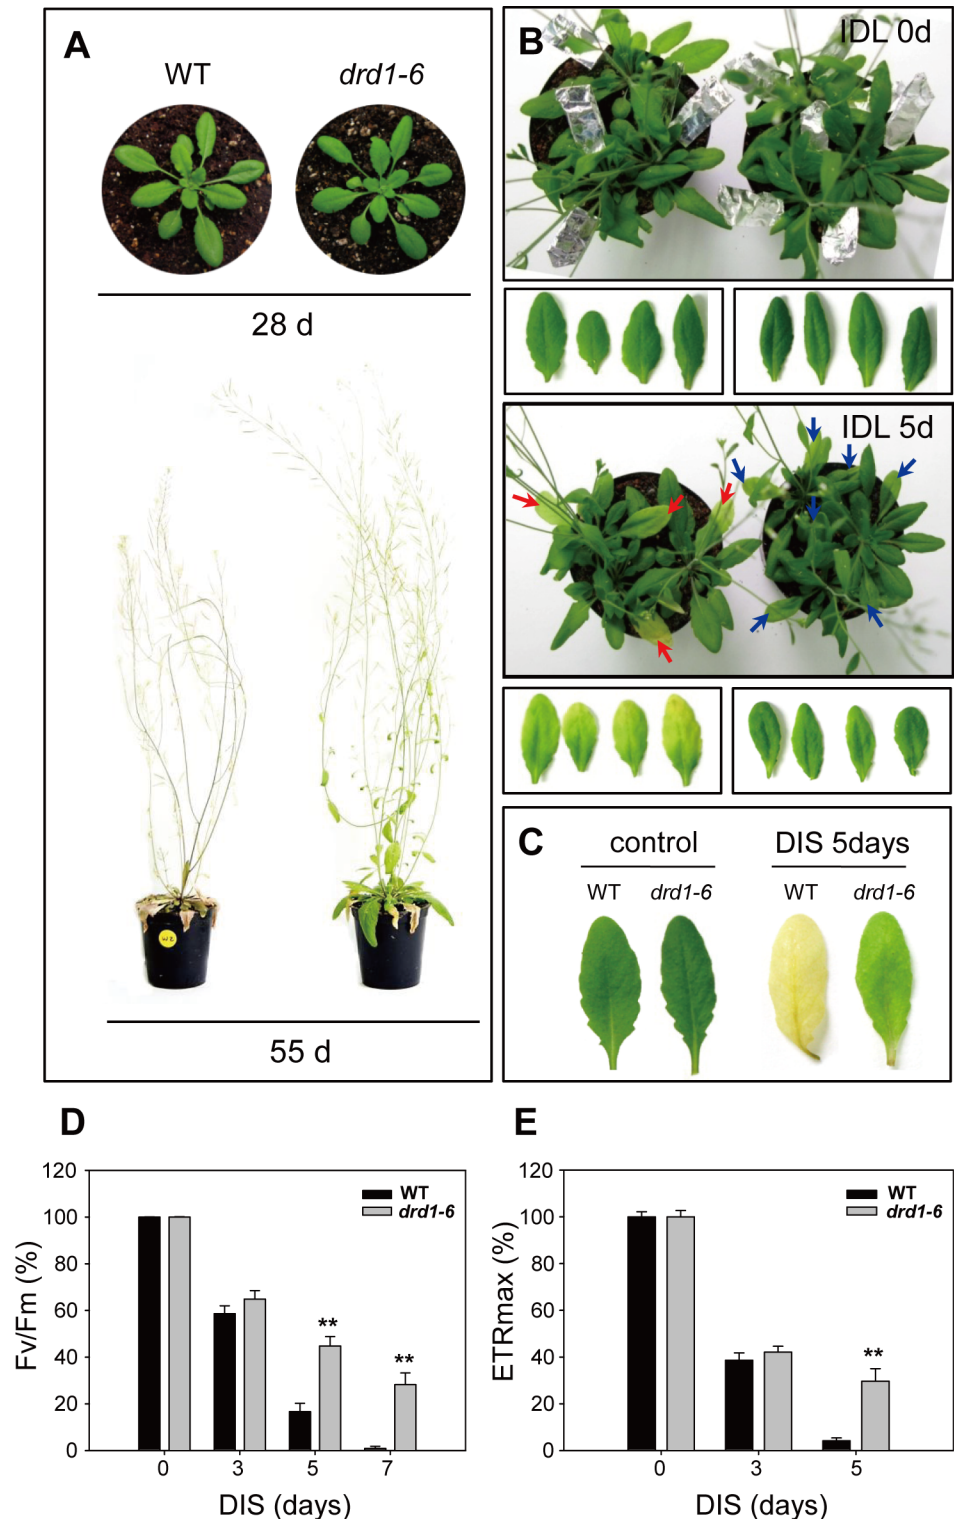 A
WT drd1-6
28 d
W2
55 d
B
IDL 0d
IDL 5d
C
control DIS 5days
WT drd1-6 WT drd1-6
D
120
100
80
60
40
20
0
Fv/Fm (%)
WT
drd1-6
**
**
0 3 5 7
DIS (days)
E
120
100
80
60
40
20
0
ETRmax (%)
WT
drd1-6
**
0 3 5
DIS (days)